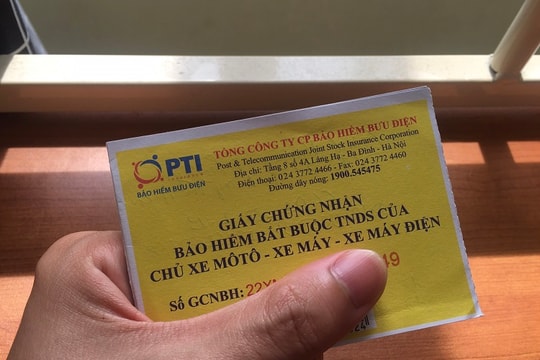 PTI
BẢO HIỂM BƯU ĐIỆN
TỔNG CÔNG TY CP BẢO HIỂM BƯU ĐIỆN
Post & Telecommunication Joint Stock Insurance Corporation
Địa chỉ: Tầng 8 số 4A Láng Hạ - Ba Đình - Hà Nội
Điện thoại: 024 3772 4466 - Fax: 024 3772 4460
Đường dây nóng: 1900.545475
GIẤY CHỨNG NHẬN
BẢO HIỂM BẮT BUỘC TNDS CỦA
CHỦ XE MÔTÔ - XE MÁY - XE MÁY ĐIỆN
Số GCNBH: 49